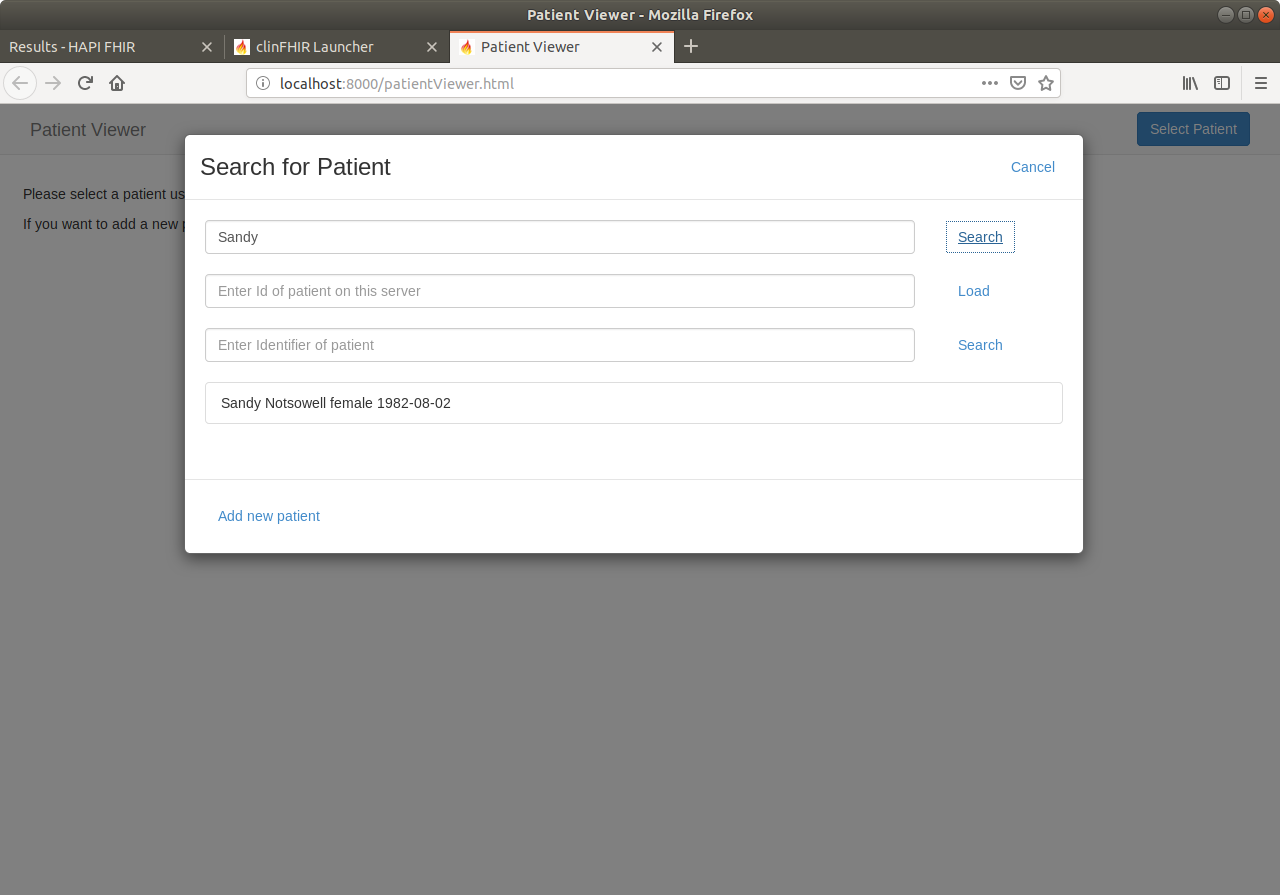 Patient Viewer - Mozilla Firefox
Results - HAPI FHIR
clinFHIR Launcher
Patient Viewer
localhost:8000/patientViewer.html
Patient Viewer
Select Patient
Search for Patient
Cancel
Please select a patient us
If you want to add a new p
Sandy
Search
Enter Id of patient on this server
Load
Enter Identifier of patient
Search
Sandy Notsowell female 1982-08-02
Add new patient